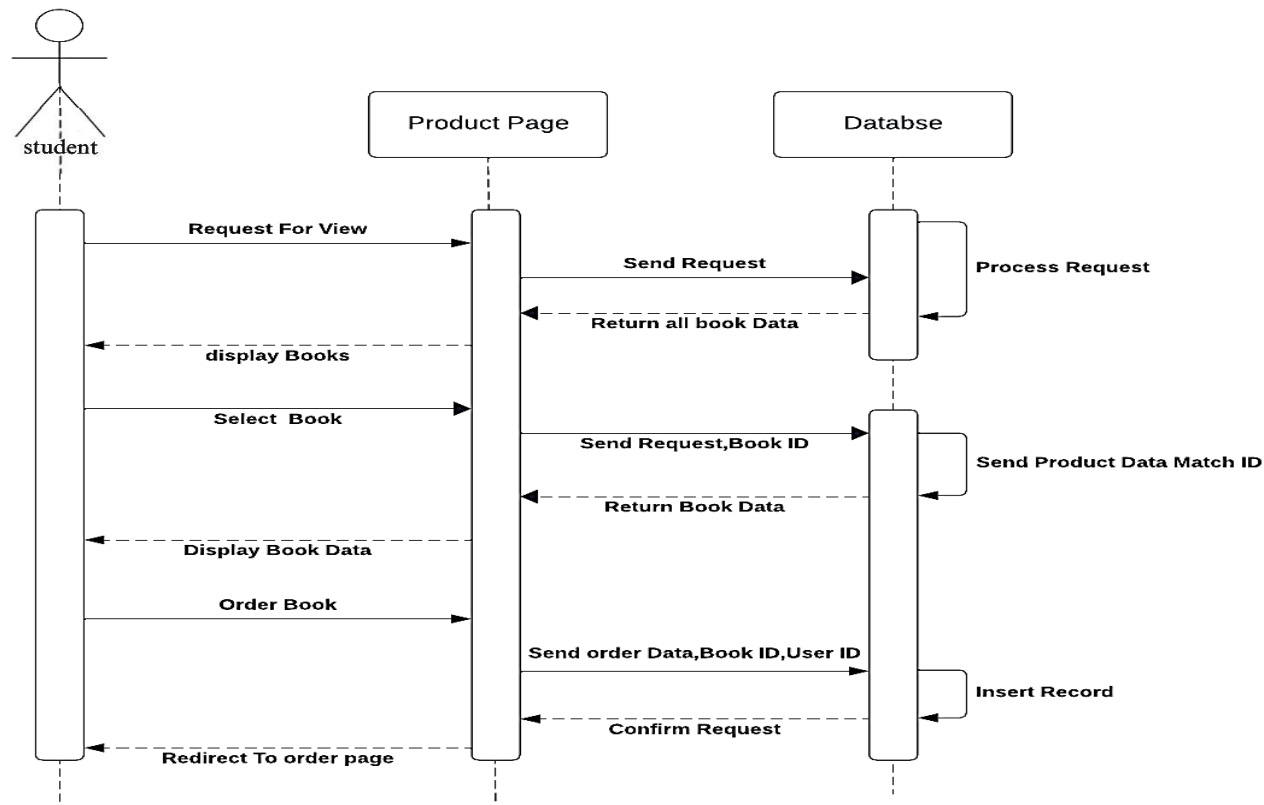 student
Product Page
Databse
Request For View
Send Request
Process Request
Return all book Data
display Books
Select  Book
Send Request,Book ID
Send Product Data Match ID
Return Book Data
Display Book Data
Order Book
Send order Data,Book ID,User ID
Insert Record
Confirm Request
Redirect To order page